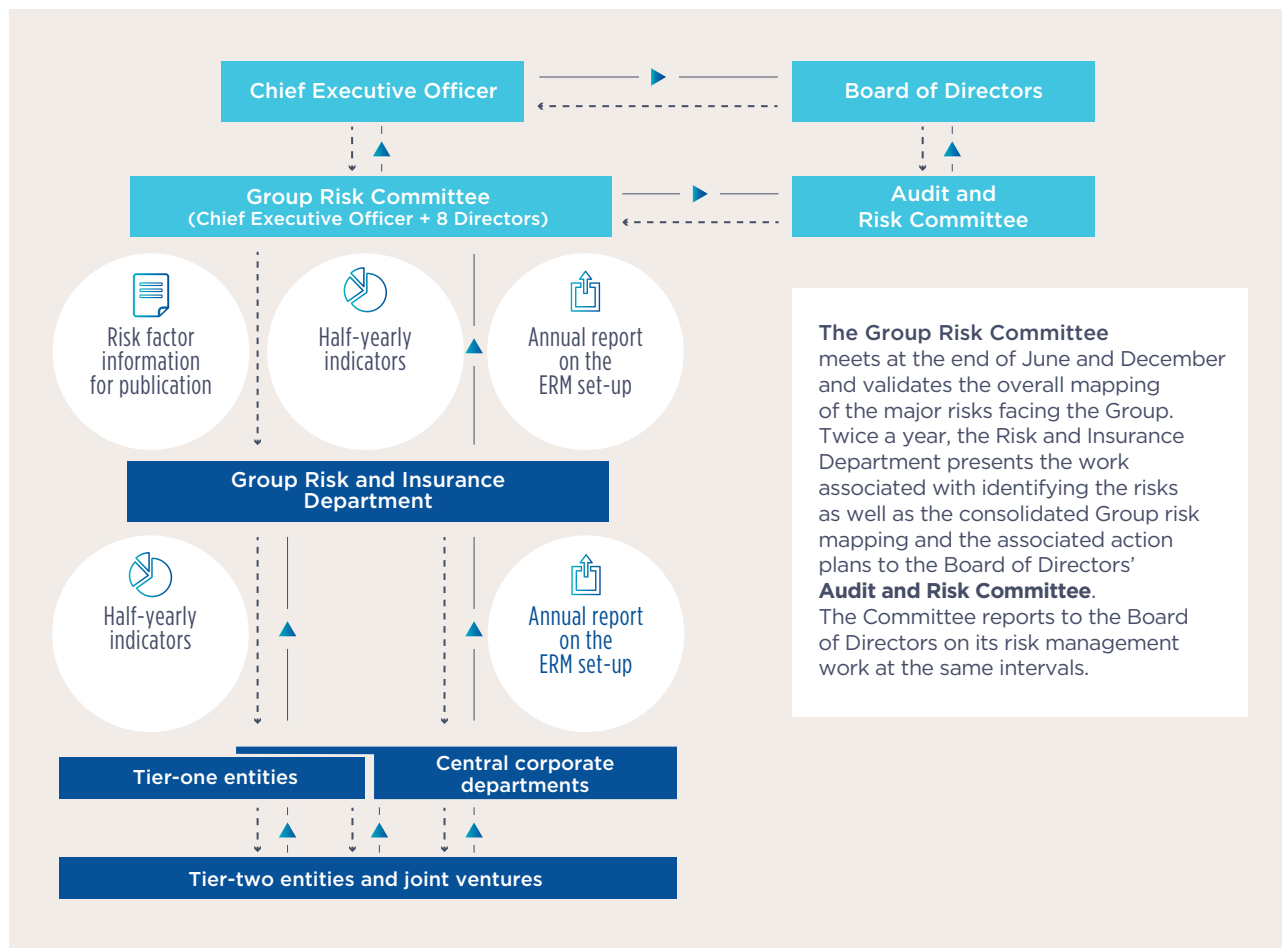 Chief Executive Officer
Board of Directors
Group Risk Committee
(Chief Executive Officer + 8 Directors)
Audit and
Risk Committee
Risk factor
information
for publication
Half-yearly
indicators
Annual report
on the
ERM set-up
The Group Risk Committee
meets at the end of June and December
and validates the overall mapping
of the major risks facing the Group.
Twice a year, the Risk and Insurance
Department presents the work
associated with identifying the risks
as well as the consolidated Group risk
mapping and the associated action
plans to the Board of Directors’
Audit and Risk Committee.
The Committee reports to the Board
of Directors on its risk management
work at the same intervals.
Group Risk and Insurance
Department
Half-yearly
indicators
Annual report
on the
ERM set-up
Tier-one entities
Central corporate
departments
Tier-two entities and joint ventures